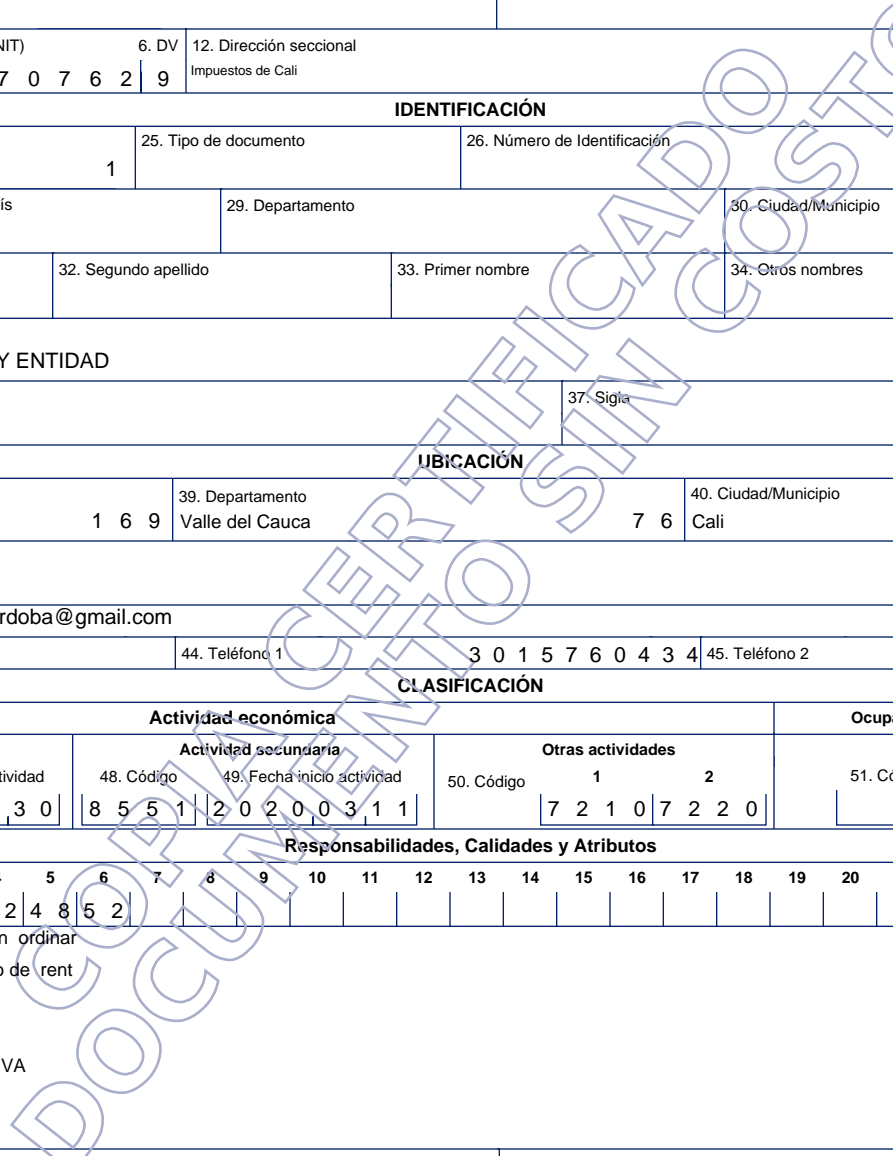 NIT) 6. DV 12. Dirección seccional
7 0 7 6 2 9 Impuestos de Cali
IDENTIFICACIÓN
25. Tipo de documento 26. Número de Identificación
1
ís 29. Departamento 30. Ciudad/Municipio
32. Segundo apellido 33. Primer nombre 34. Otros nombres
Y ENTIDAD
37. Sigla
UBICACIÓN
39. Departamento 40. Ciudad/Municipio
1 6 9 Valle del Cauca 7 6 Cali
rdoba@gmail.com
44. Teléfono 1 3 0 1 5 7 6 0 4 3 4 45. Teléfono 2
CLASIFICACIÓN
Actividad económica Ocupa
Actividad secundaria Otras actividades
tividad 48. Código 49. Fecha inicio actividad 50. Código 1 2 51. Có
3 0 8 5 5 1 2 0 2 0 0 3 1 1 7 2 1 0 7 2 2 0
Responsabilidades, Calidades y Atributos
5 6 7 8 9 10 11 12 13 14 15 16 17 18 19 20
2 4 8 5 2
n ordinar
o de rent
VA
COPIA CERTIFICADO
DOCUMENTO SIN COSTO